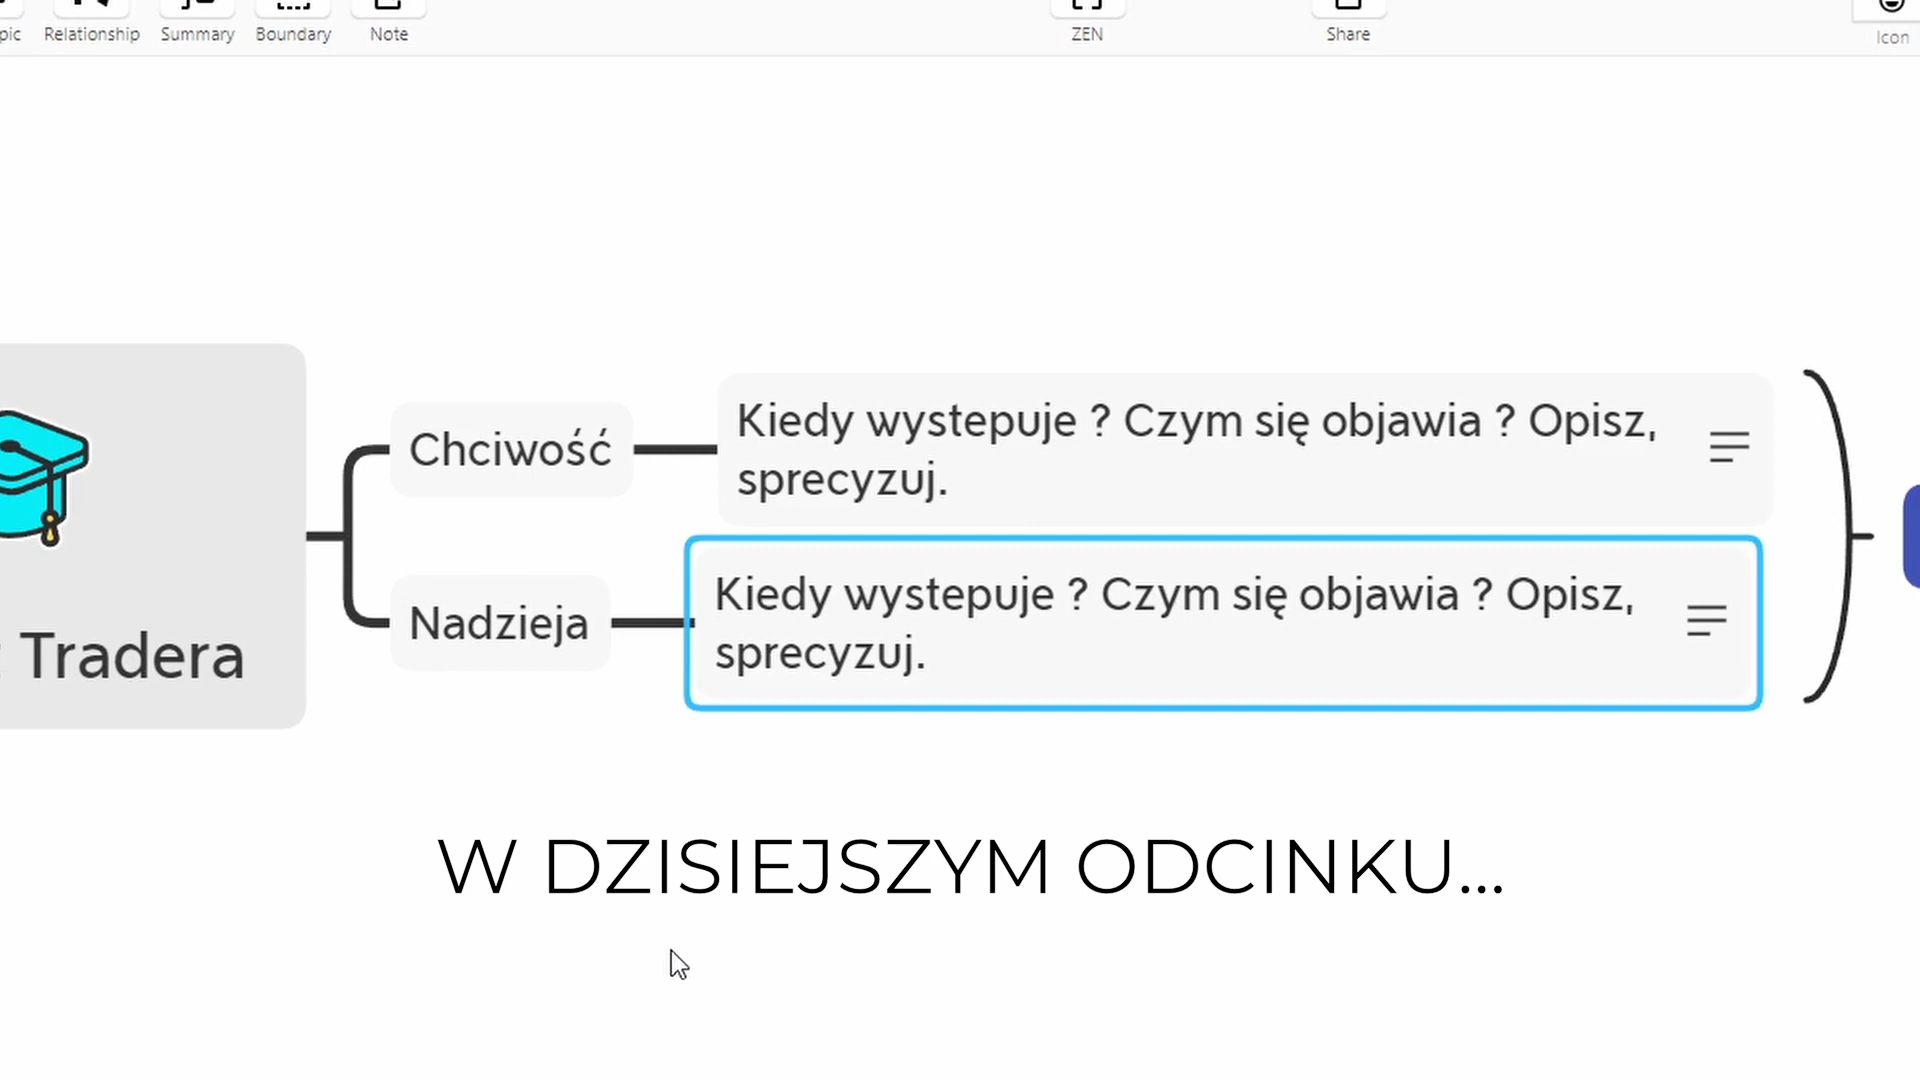 Relationship
Summary
Boundary
Note
ZEN
Share
Icon
Chciwość
Kiedy wystepuje ? Czym się objawia ? Opisz,
sprecyzuj.
Nadzieja
Kiedy wystepuje ? Czym się objawia ? Opisz,
sprecyzuj.
Tradera
W DZISIEJSZYM ODCINKU...